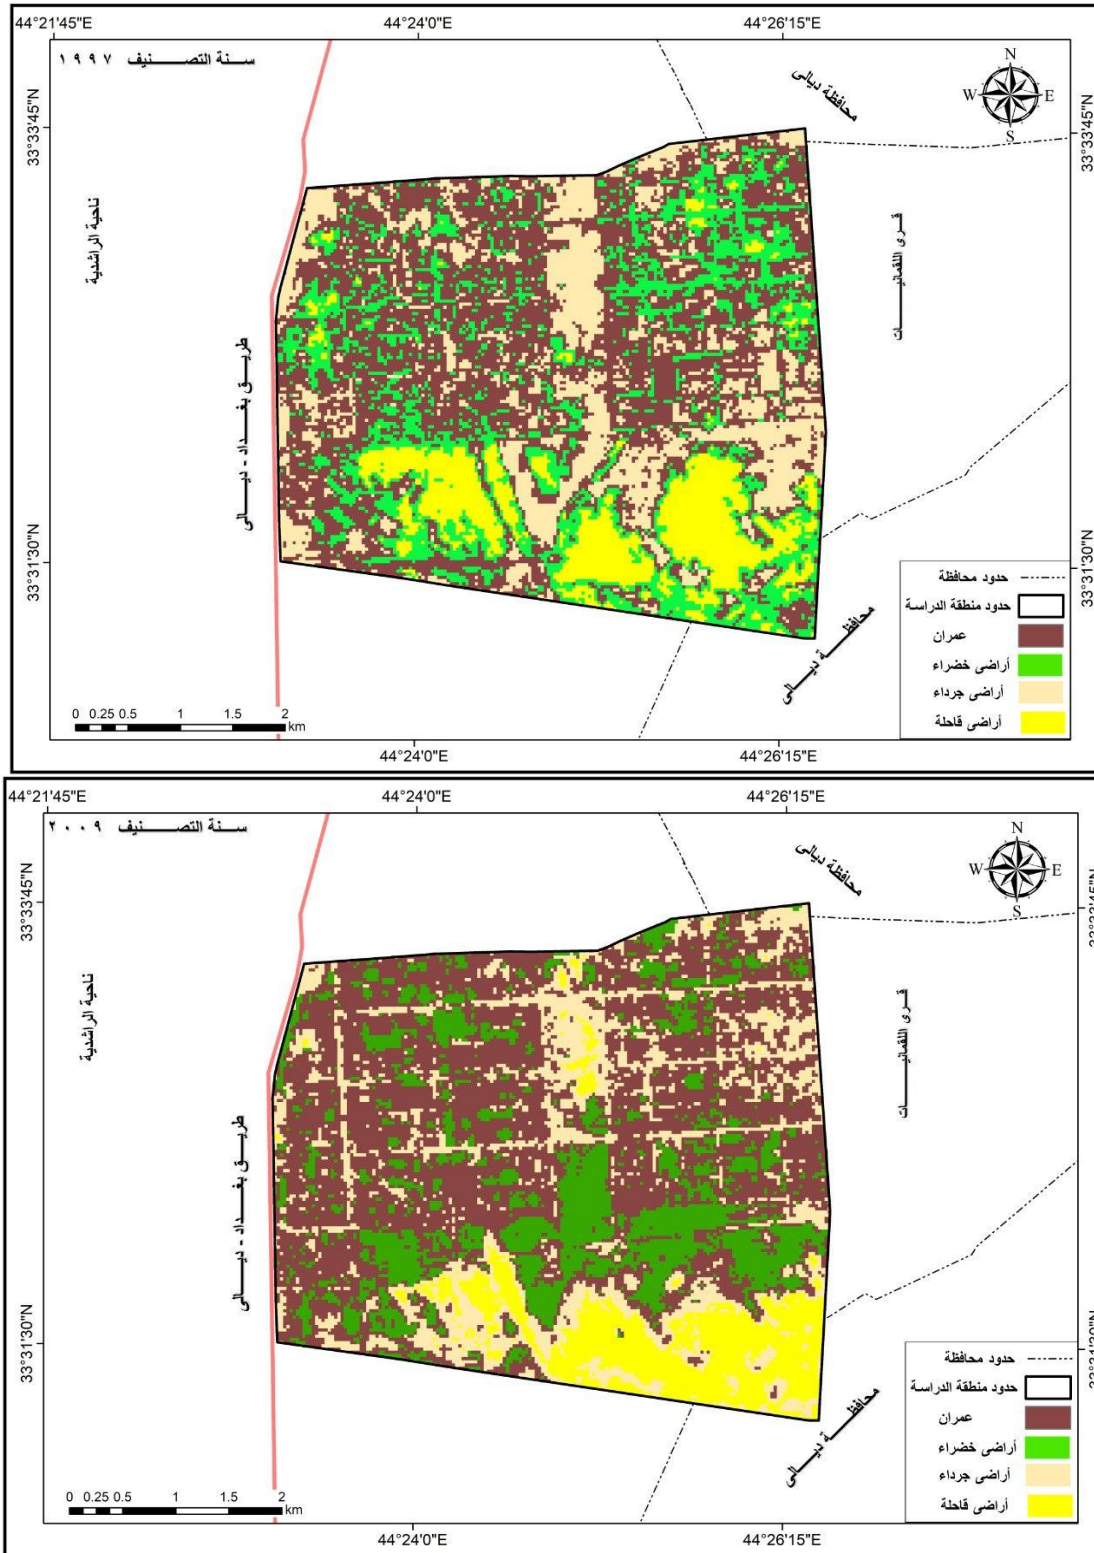 44°21'45"E 44°24'0"E 44°26'15"E
سنة التصنيف ١٩٩٧
N
W E
S
محافظة ديالى
33°33'45"N 33°33'45"N
ناحية الراشدية
طريق بغداد - ديالى
33°31'30"N 33°31'30"N
محافظة ديالى
حدود محافظة
حدود منطقة الدراسة
عمران
أراضي خضراء
أراضي جرداء
أراضي قاحلة
0 0.25 0.5 1 1.5 2
km
44°24'0"E 44°26'15"E
44°21'45"E 44°24'0"E 44°26'15"E
سنة التصنيف ٢٠٠٩
N
W E
S
محافظة ديالى
33°33'45"N 33°33'45"N
ناحية الراشدية
طريق بغداد - ديالى
33°31'30"N
محافظة ديالى
حدود محافظة
حدود منطقة الدراسة
عمران
أراضي خضراء
أراضي جرداء
أراضي قاحلة
0 0.25 0.5 1 1.5 2
km
44°24'0"E 44°26'15"E